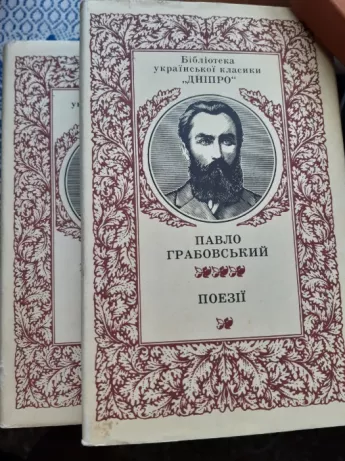 Бібліотека
української класики
„ДНІПРО"
ПАВЛО
ГРАБОВСЬКИЙ
ПОЕЗІЇ